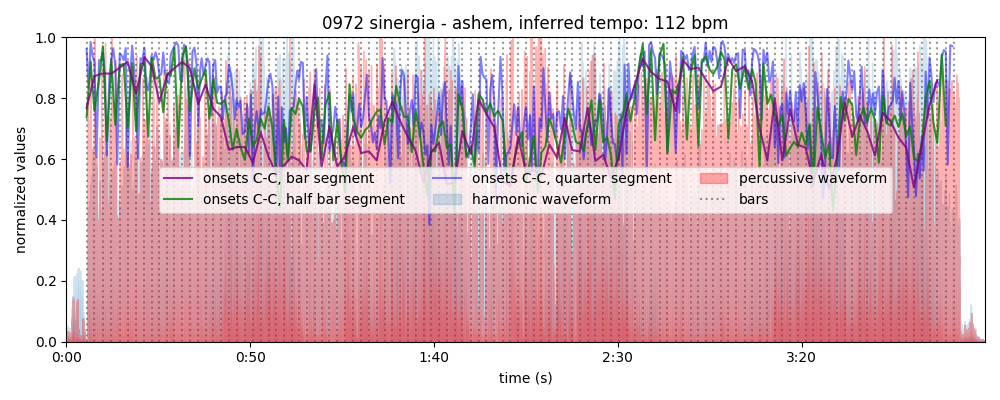 0972 sinergia - ashem, inferred tempo: 112 bpm
1.0
0.8
0.6
0.4
0.2
0.0
normalized values
onsets C-C, bar segment
onsets C-C, half bar segment
onsets C-C, quarter segment
harmonic waveform
percussive waveform
bars
0:00 0:50 1:40 2:30 3:20
time (s)